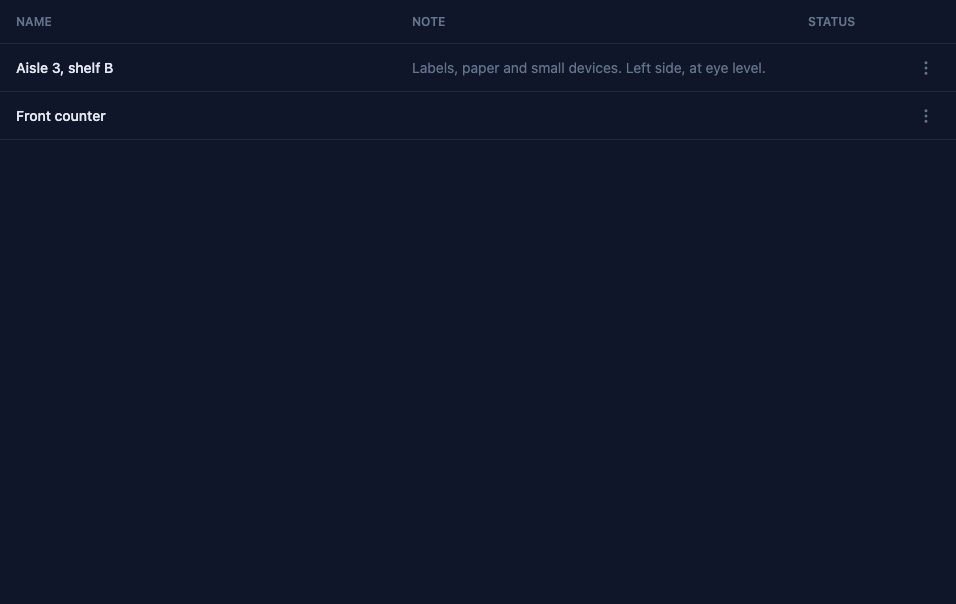 NAME NOTE STATUS
Aisle 3, shelf B Labels, paper and small devices. Left side, at eye level.
Front counter